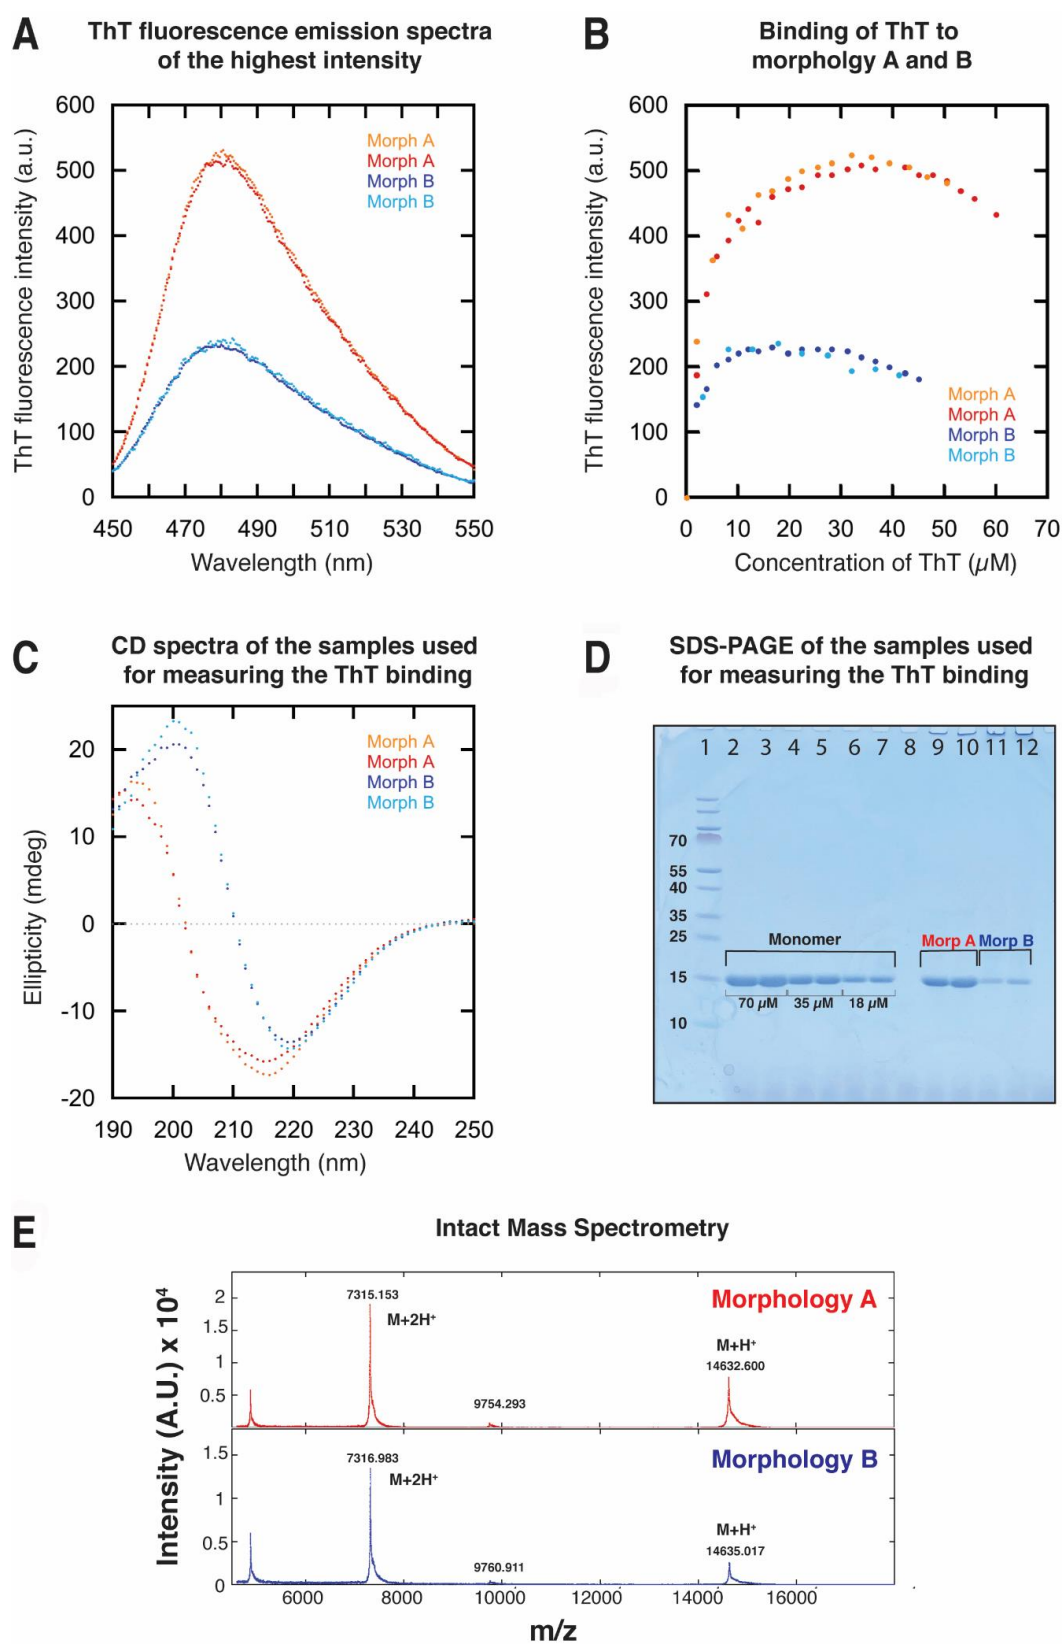 A
ThT fluorescence emission spectra
of the highest intensity
ThT fluorescence intensity (a.u.)
600
500
400
300
200
100
0
Morph A
Morph A
Morph B
Morph B
450 470 490 510 530 550
Wavelength (nm)
B
Binding of ThT to
morpholgy A and B
ThT fluorescence intensity (a.u.)
600
500
400
300
200
100
0
Morph A
Morph A
Morph B
Morph B
0 10 20 30 40 50 60 70
Concentration of ThT (µM)
C
CD spectra of the samples used
for measuring the ThT binding
Ellipticity (mdeg)
20
10
0
-10
-20
Morph A
Morph A
Morph B
Morph B
190 200 210 220 230 240 250
Wavelength (nm)
D
SDS-PAGE of the samples used
for measuring the ThT binding
1 2 3 4 5 6 7 8 9 10 11 12
70
55
40
35
25
15
10
Monomer
Morp A Morp B
70 µM 35 µM 18 µM
E
Intact Mass Spectrometry
Intensity (A.U.) x 10⁴
2
1.5
1
0.5
7315.153
M+2H⁺
9754.293
Morphology A
M+H⁺
14632.600
1.5
1
0.5
0
7316.983
M+2H⁺
9760.911
Morphology B
M+H⁺
14635.017
6000 8000 10000 12000 14000 16000
m/z